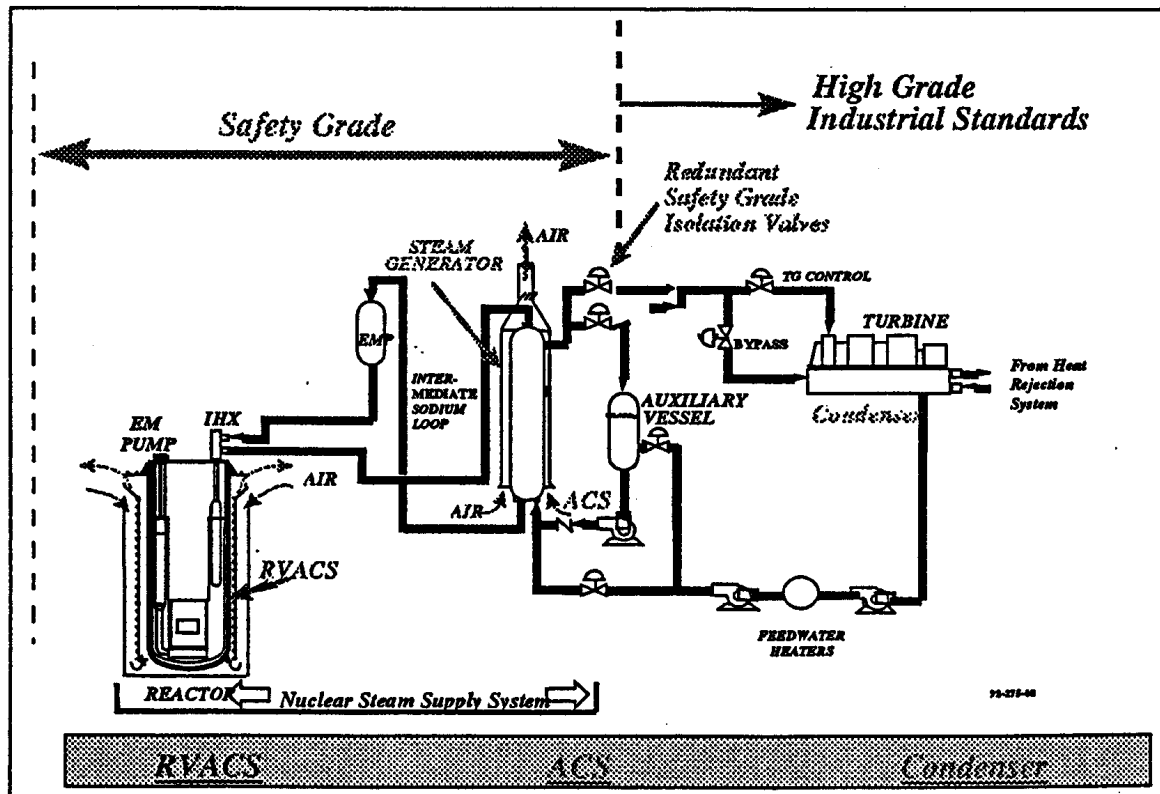 High Grade
Industrial Standards
Safety Grade
Redundant
Safety Grade
Isolation Valves
AIR
STEAM
GENERATOR
TG CONTROL
EMP
BYPASS
TURBINE
From Heat
Rejection
System
INTER-
MEDIATE
SODIUM
LOOP
AUXILIARY
VESSEL
Condenser
EM
PUMP
IHX
AIR
AIR
ACS
RVACS
FEEDWATER
HEATERS
REACTOR
Nuclear Steam Supply System
RVACS
ACS
Condenser